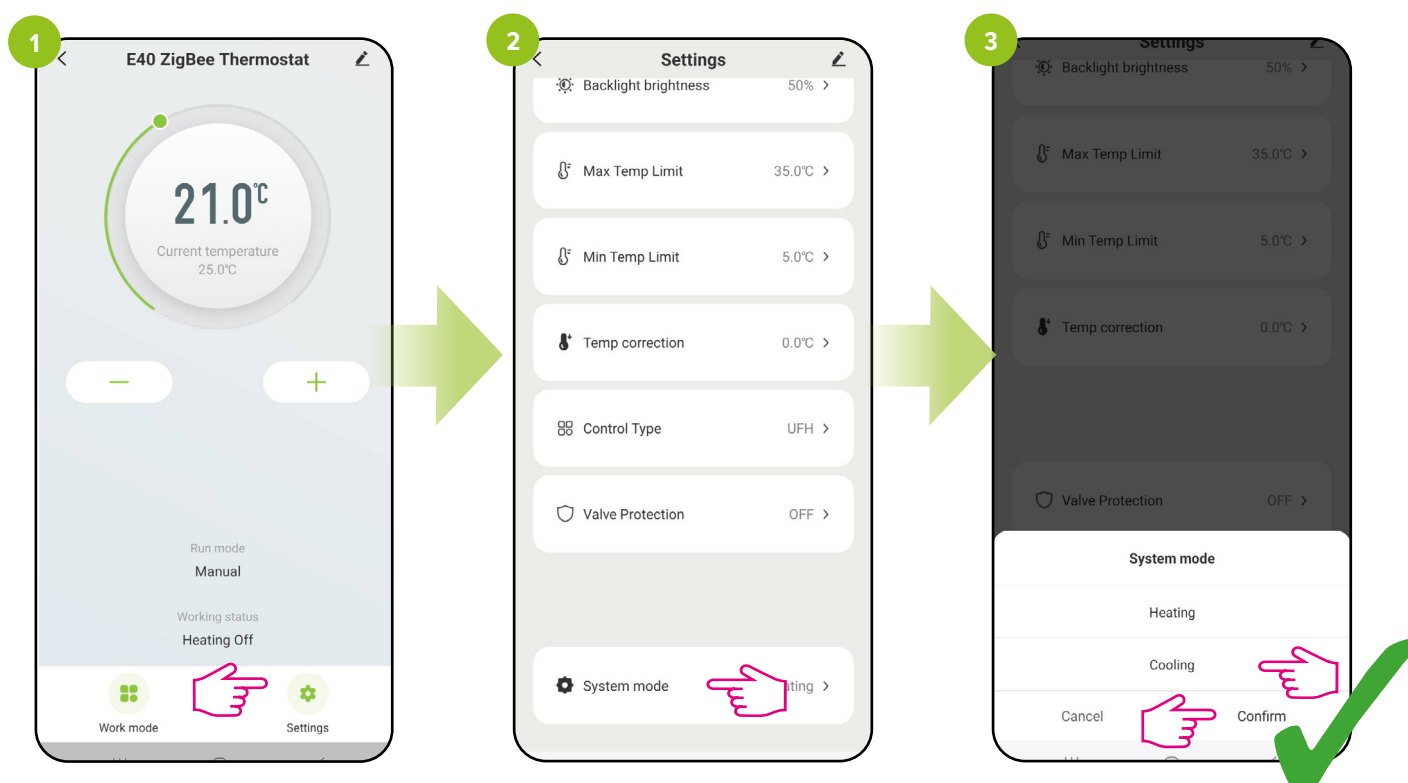 1
E40 ZigBee Thermostat
21.0℃
Current temperature
25.0℃
Run mode
Manual
Working status
Heating Off
Work mode
Settings
2
Settings
Backlight brightness 50%
Max Temp Limit 35.0℃
Min Temp Limit 5.0℃
Temp correction 0.0℃
Control Type UFH
Valve Protection OFF
System mode ating
3
Settings
Backlight brightness 50%
Max Temp Limit 35.0℃
Min Temp Limit 5.0℃
Temp correction 0.0℃
Valve Protection OFF
System mode
Heating
Cooling
Cancel Confirm